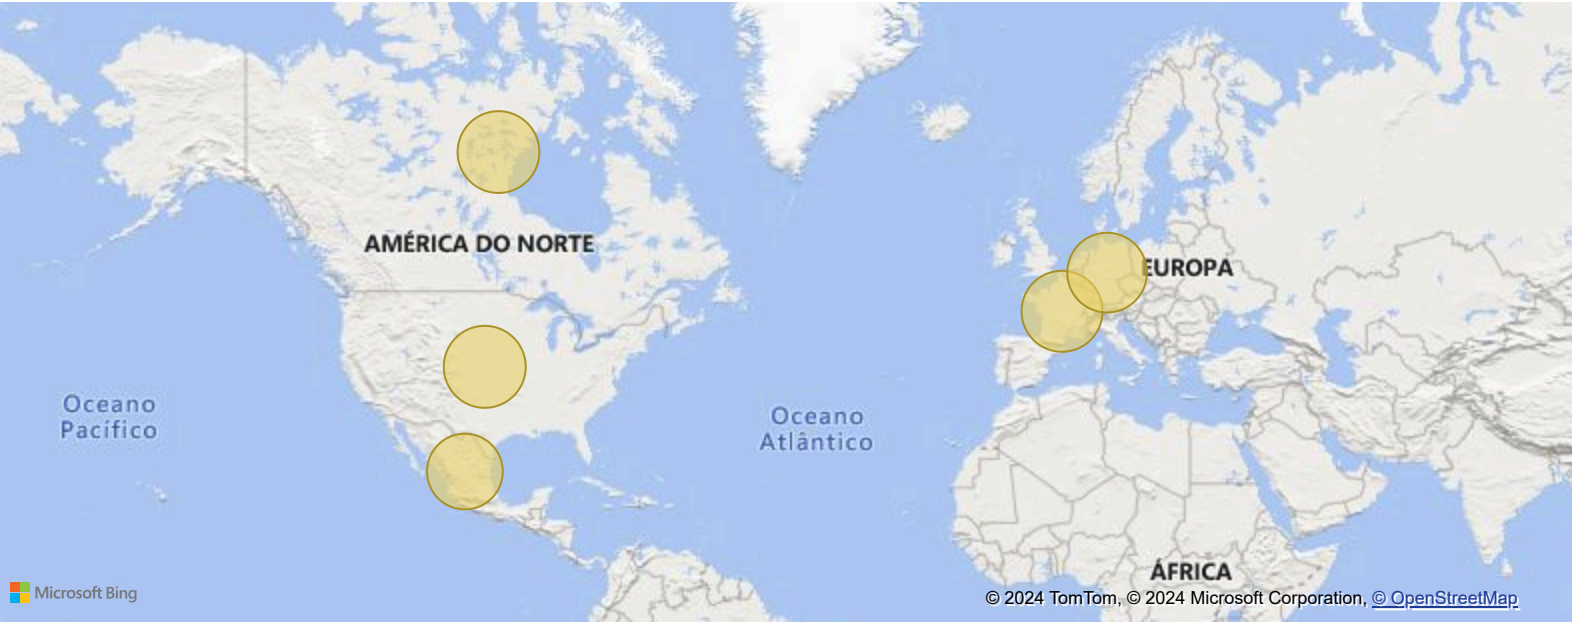 AMÉRICA DO NORTE
EUROPA
Oceano
Pacífico
Oceano
Atlântico
ÁFRICA
Microsoft Bing
© 2024 TomTom, © 2024 Microsoft Corporation, © OpenStreetMap